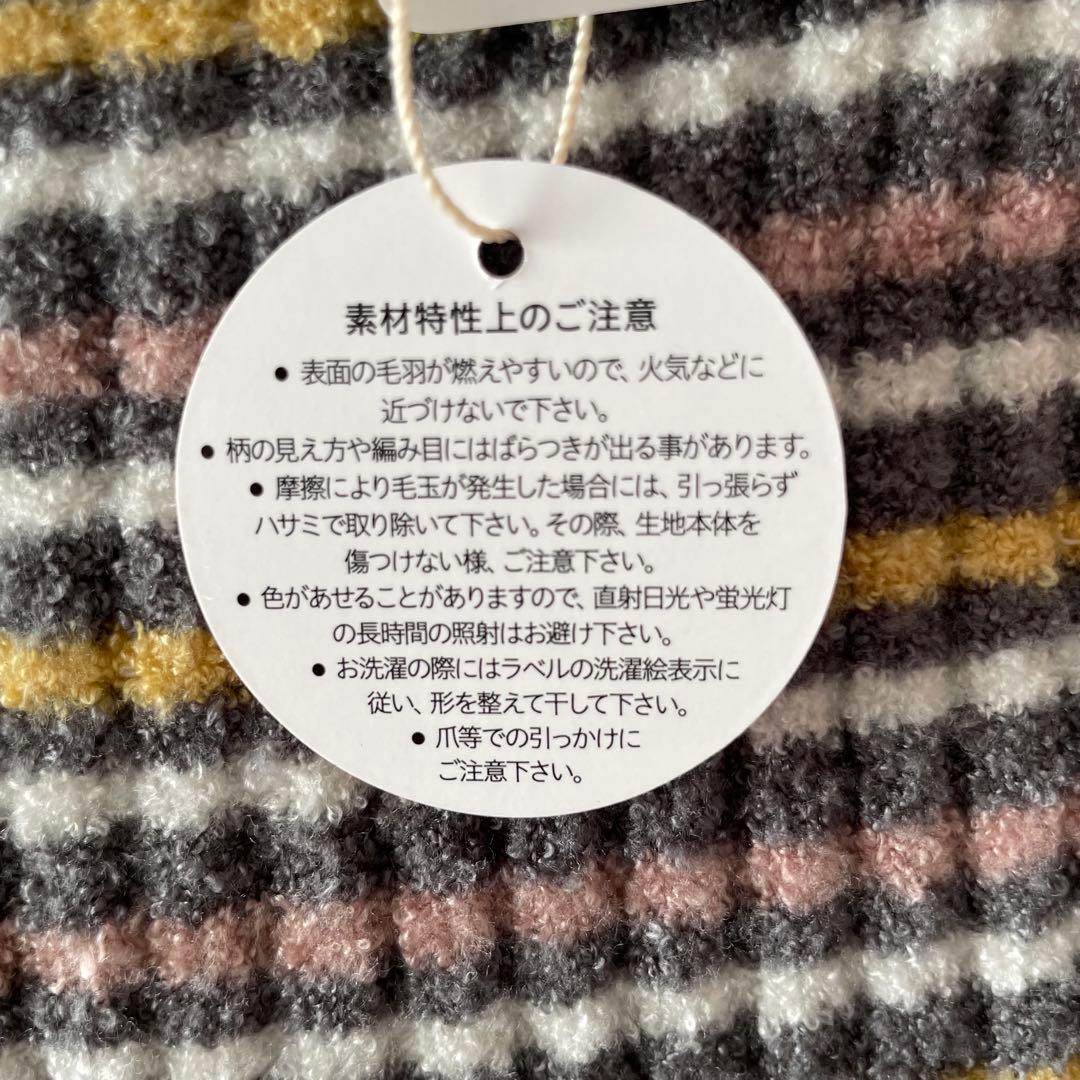 素材特性上のご注意
● 表面の毛羽が燃えやすいので、火気などに
近づけないで下さい。
● 柄の見え方や編み目にはばらつきが出る事があります。
● 摩擦により毛玉が発生した場合には、引っ張らず
ハサミで取り除いて下さい。その際、生地本体を
傷つけない様、ご注意下さい。
● 色があせることがありますので、直射日光や蛍光灯
の長時間の照射はお避け下さい。
● お洗濯の際にはラベルの洗濯絵表示に
従い、形を整えて干して下さい。
● 爪等での引っかけに
ご注意下さい。